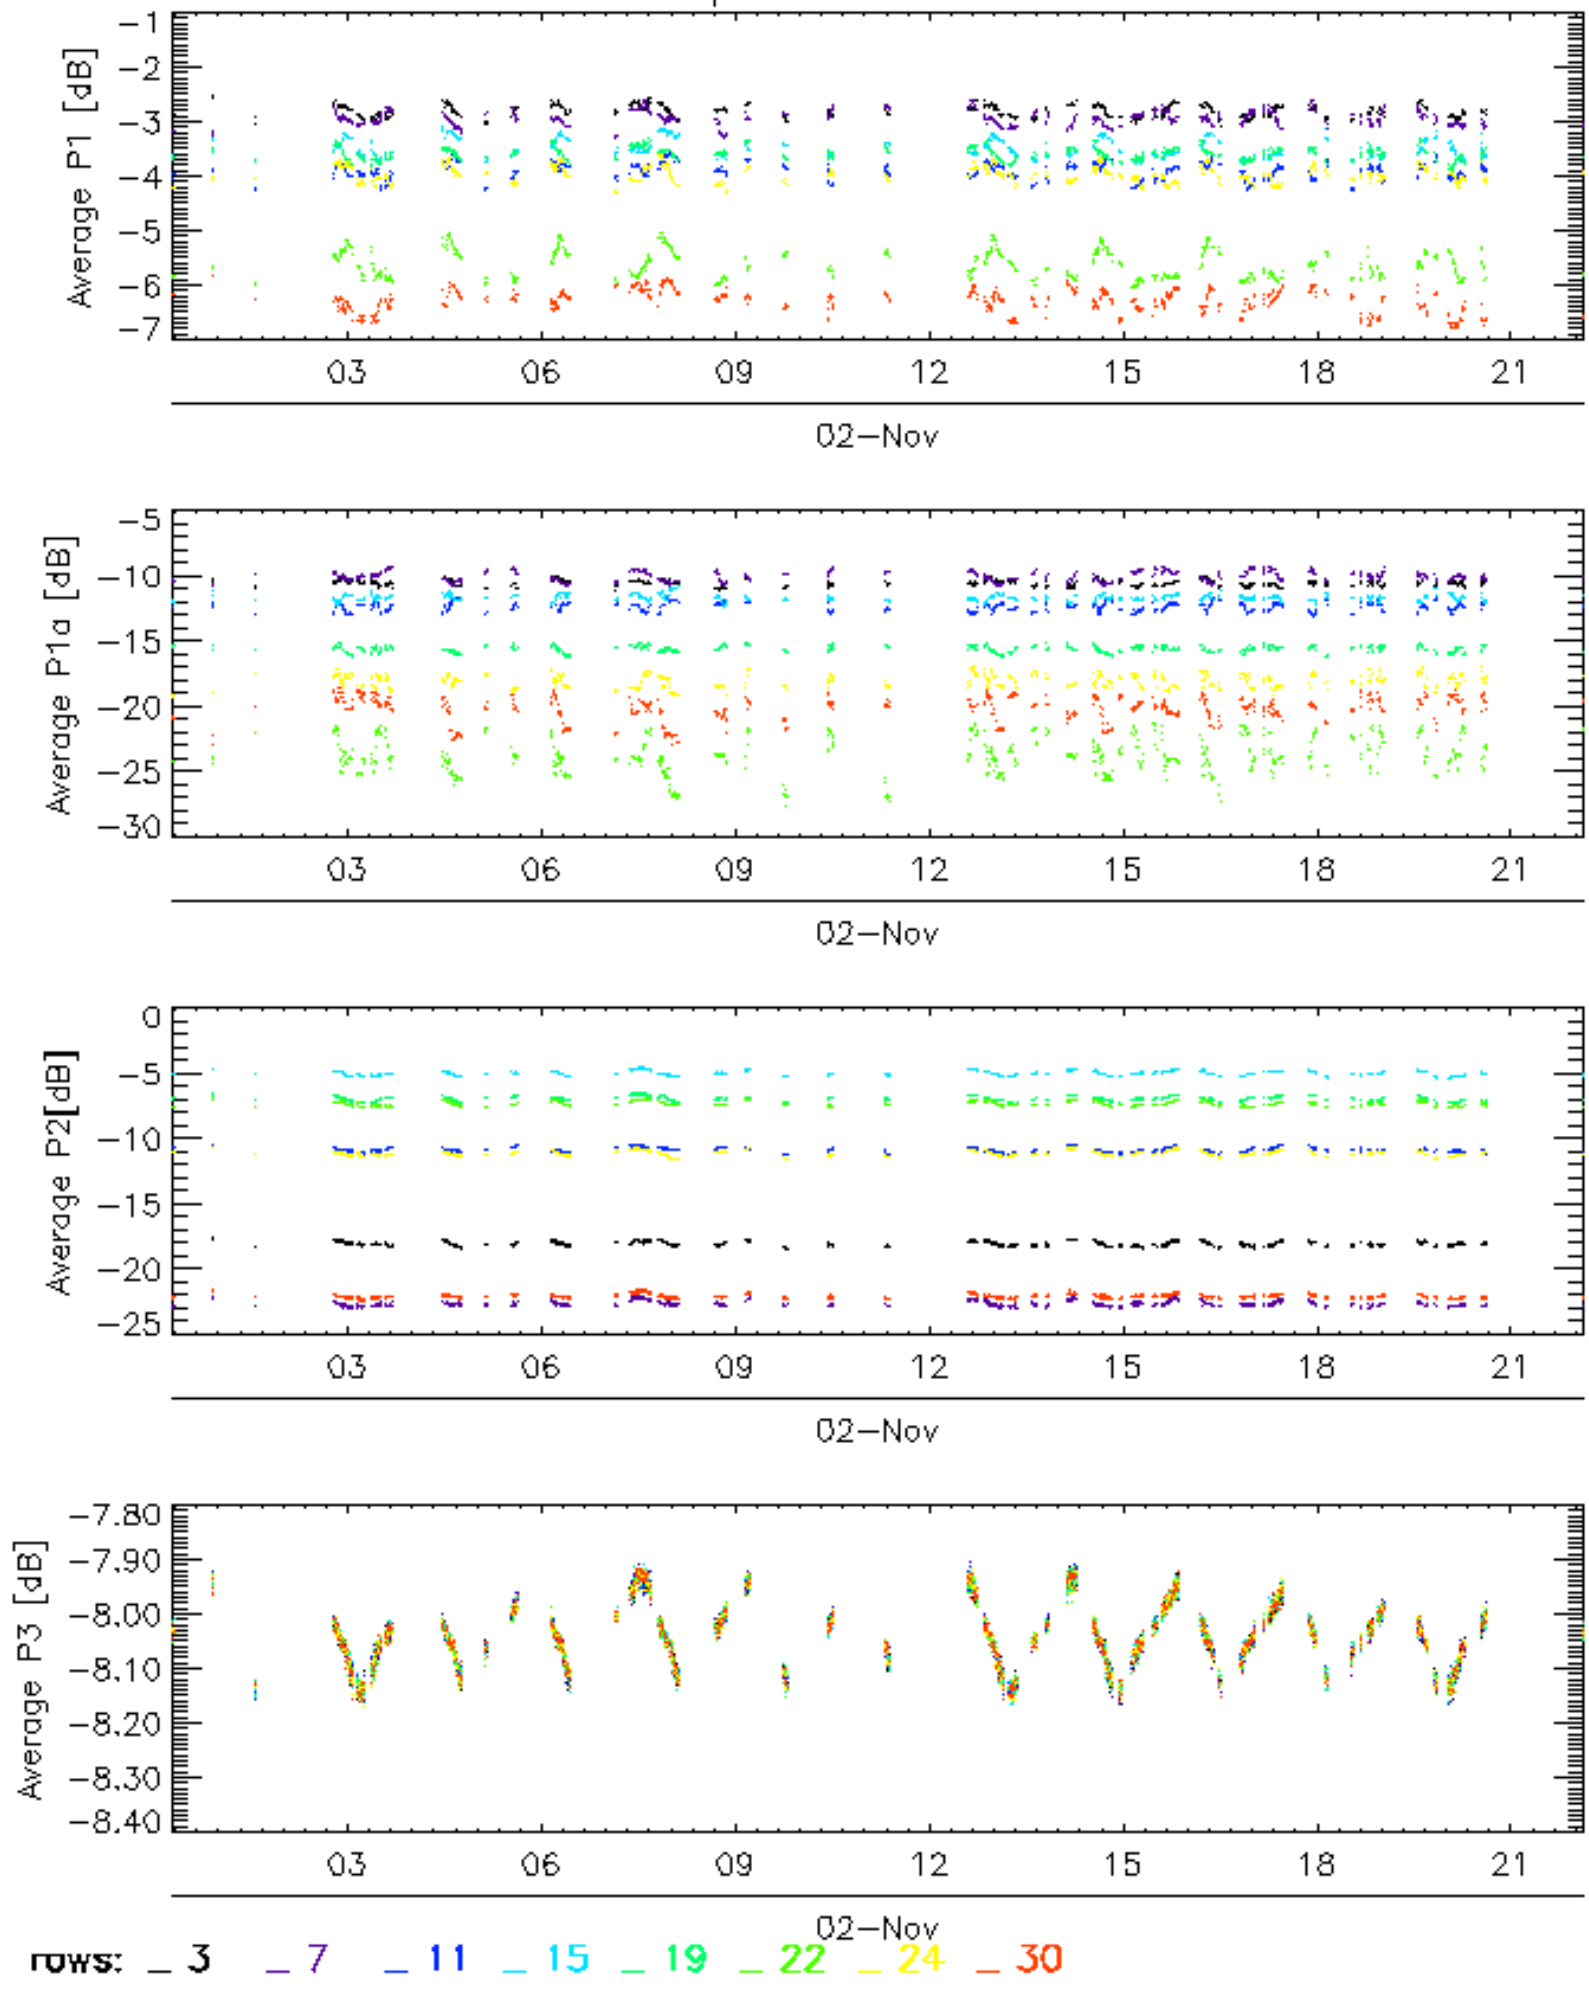 Average P1 [dB]
-1
-2
-3
-4
-5
-6
-7
03 06 09 12 15 18 21
02-Nov
Average P1a [dB]
-5
-10
-15
-20
-25
-30
03 06 09 12 15 18 21
02-Nov
Average P2[dB]
0
-5
-10
-15
-20
-25
03 06 09 12 15 18 21
02-Nov
Average P3 [dB]
-7.80
-7.90
-8.00
-8.10
-8.20
-8.30
-8.40
03 06 09 12 15 18 21
02-Nov
rows: _ 3 _ 7 _ 11 _ 15 _ 19 _ 22 _ 24 _ 30